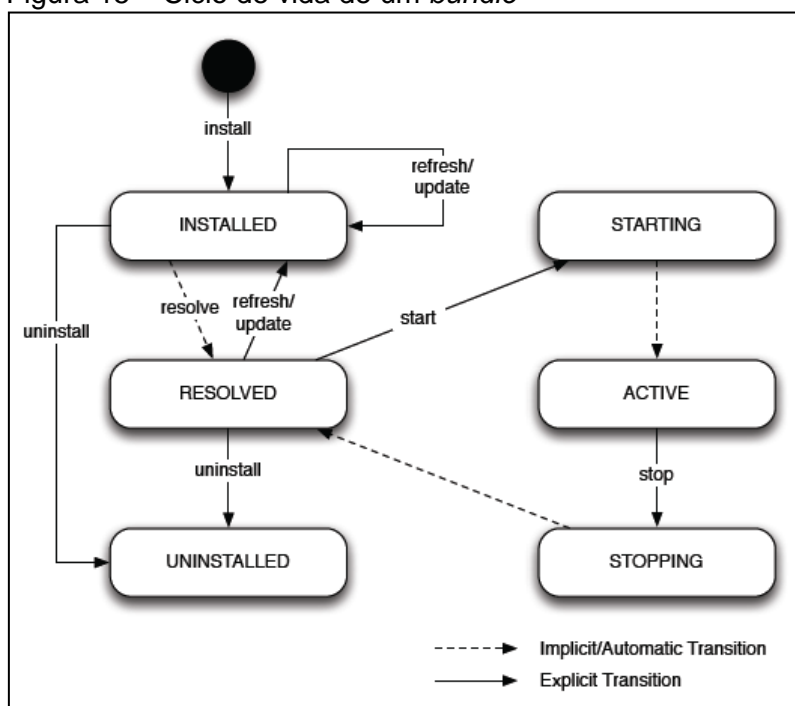 install
refresh/
update
INSTALLED
STARTING
resolve
refresh/
update
start
uninstall
RESOLVED
ACTIVE
uninstall
stop
UNINSTALLED
STOPPING
Implicit/Automatic Transition
Explicit Transition